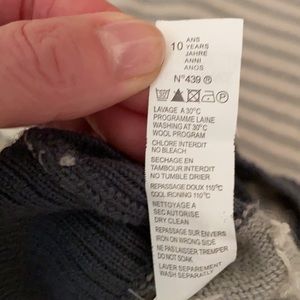 ANS
10 YEARS
JAHRE
ANNI
ANOS
N°439 ®
LAVAGE A 30°C
PROGRAMME LAINE
WASHING AT 30°C
WOOL PROGRAM
CHLORE INTERDIT
NO BLEACH
SECHAGE EN
TAMBOUR INTERDIT
NO TUMBLE DRIER
REPASSAGE DOUX 110°C
COOL IRONING 110°C
NETTOYAGE A
SEC AUTORISE
DRY CLEAN
REPASSAGE SUR ENVERS
IRON ON WRONG SIDE
NE PAS LAISSER TREMPER
DO NOT SOAK
LAVER SEPAREMENT
WASH SEPARATELY